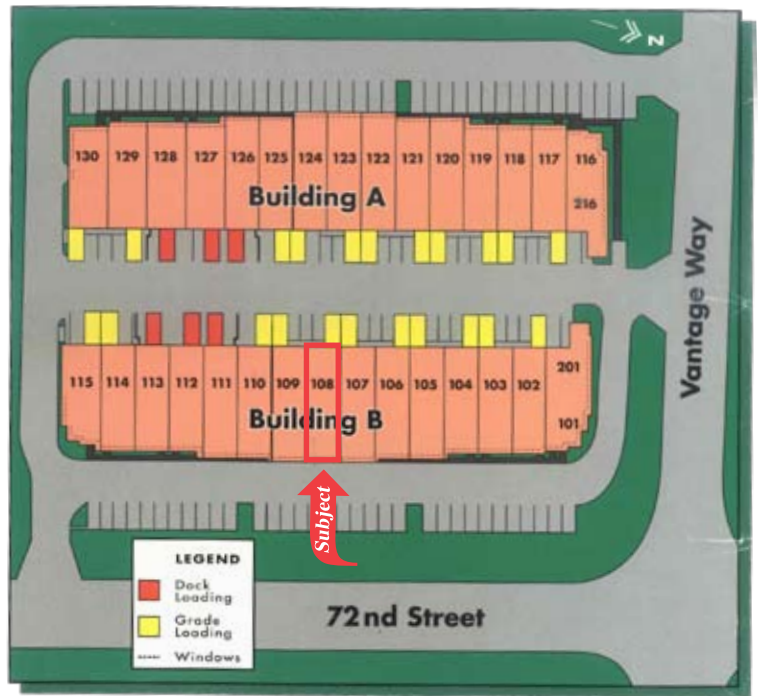 N
130 129 128 127 126 125 124 123 122 121 120 119 118 117 116
Building A
216
Vantage Way
115 114 113 112 111 110 109 108 107 106 105 104 103 102 201
Building B
101
Subject
LEGEND
Dock
Loading
Grade
Loading
Windows
72nd Street